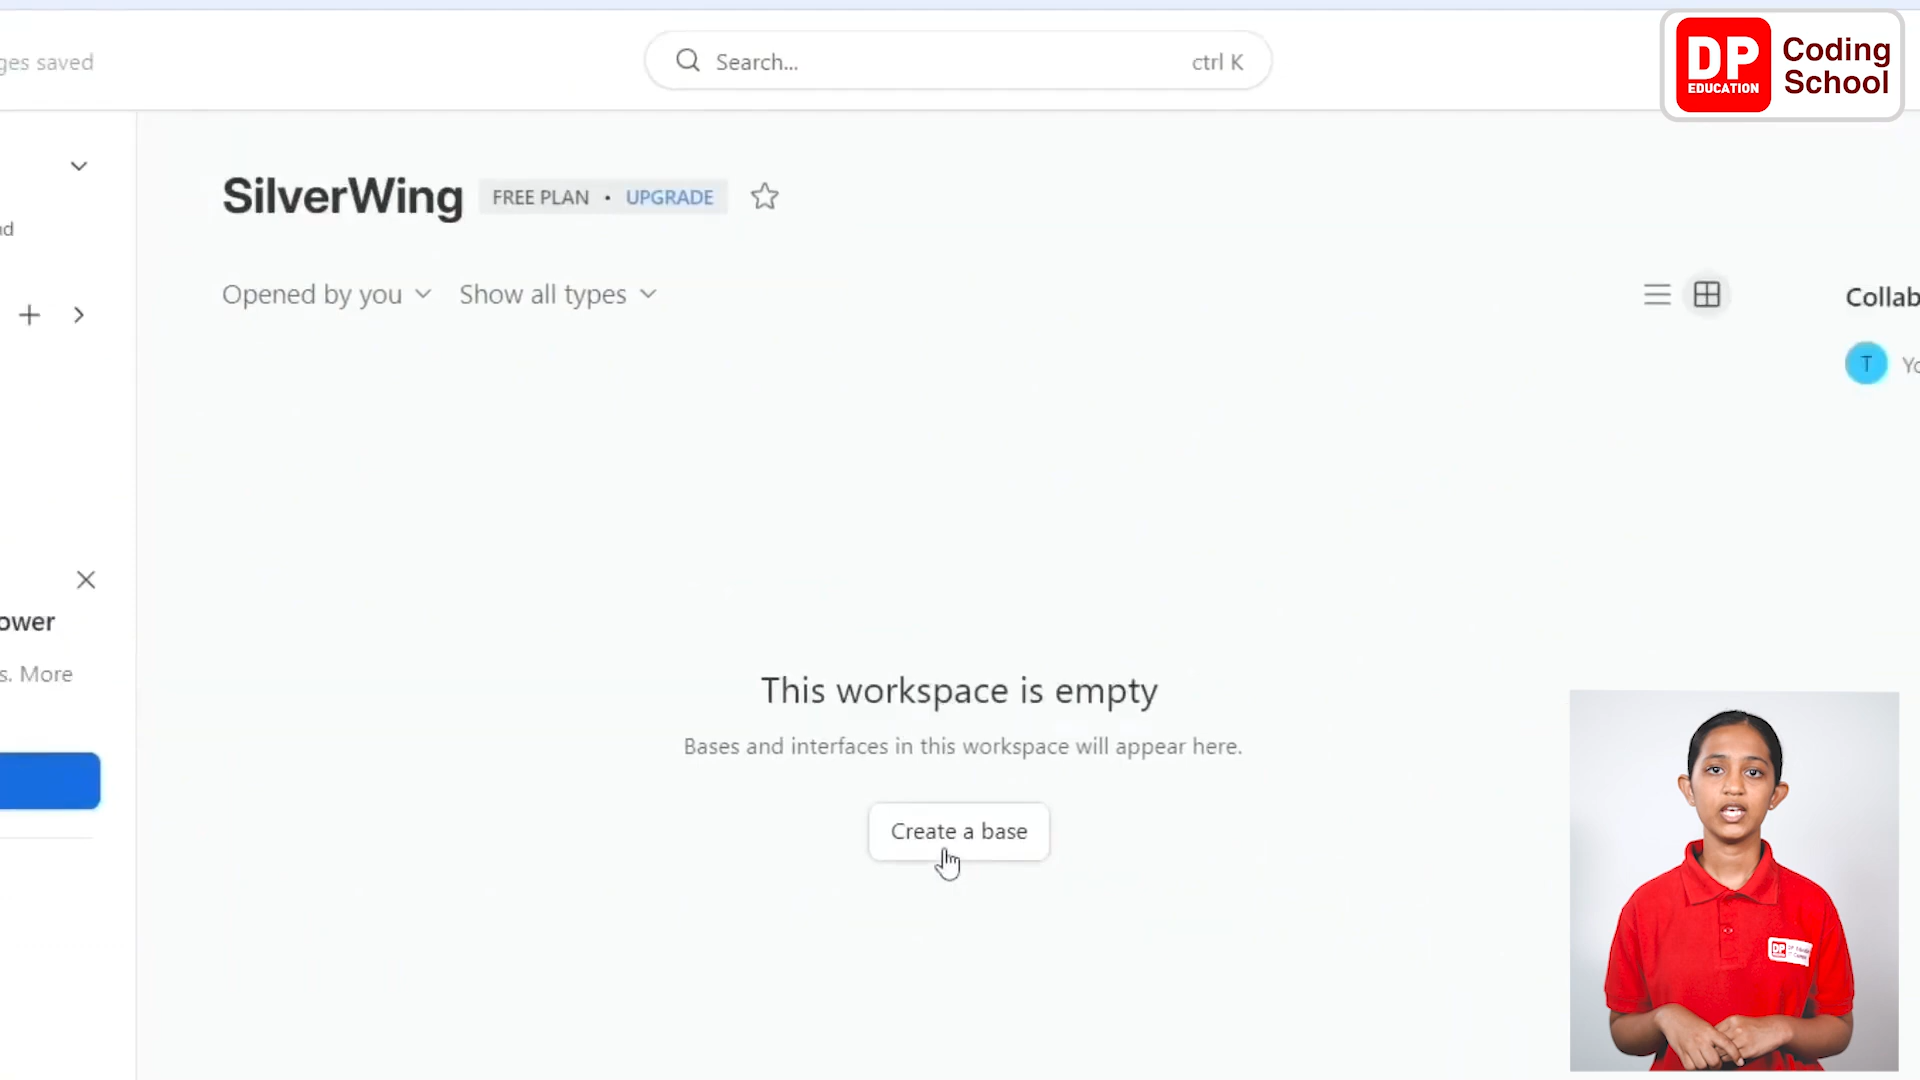 ges saved
Search...
ctrl K
DP
EDUCATION
Coding
School
SilverWing
FREE PLAN · UPGRADE
Opened by you
Show all types
Collab
T
Yo
ower
s. More
This workspace is empty
Bases and interfaces in this workspace will appear here.
Create a base
DP